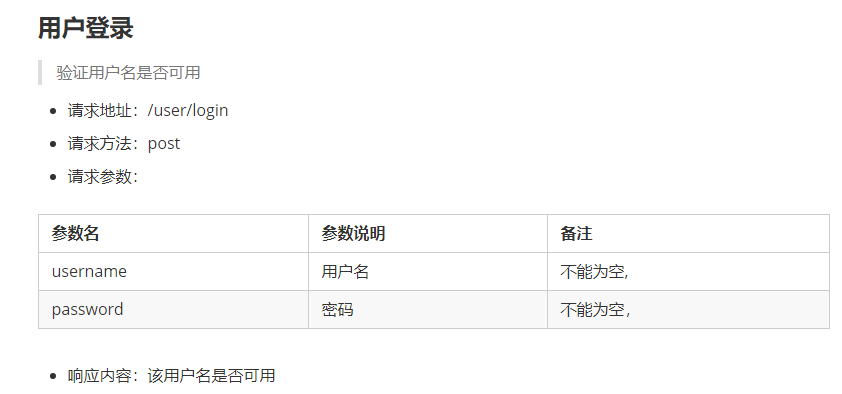 用户登录
验证用户名是否可用
请求地址：/user/login
请求方法：post
请求参数：
参数名 参数说明 备注
username 用户名 不能为空,
password 密码 不能为空，
响应内容：该用户名是否可用